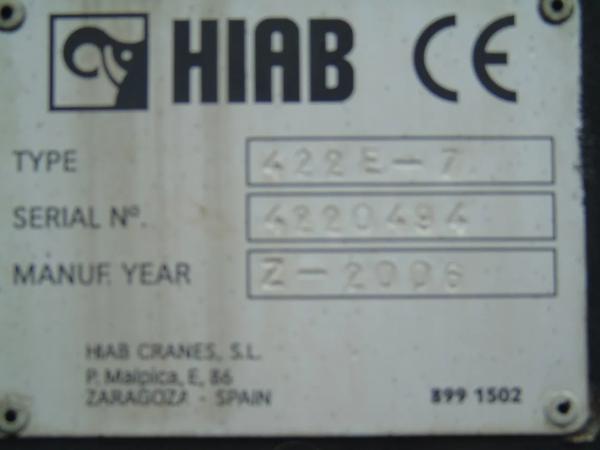 HIAB CE
TYPE 422E-7
SERIAL Nº. 4220494
MANUF. YEAR Z-2006
HIAB CRANES, S.L.
P. Malpica, E, 86
ZARAGOZA - SPAIN
899 1502